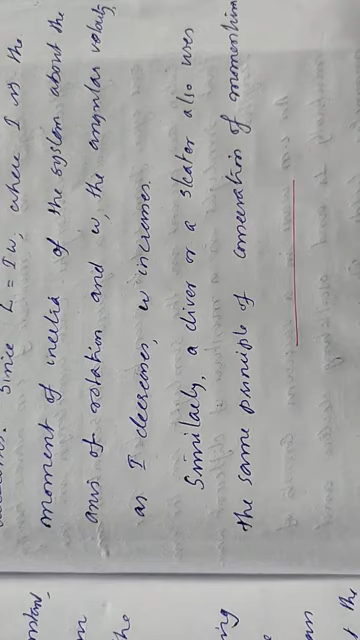 Since L = Iw, where I is the
moment of inertia of the system about the
axis of rotation and w, the angular velocity,
as I decreases, w increases.
Similarly, a diver or a skater also uses
the same principle of conservation of momentum